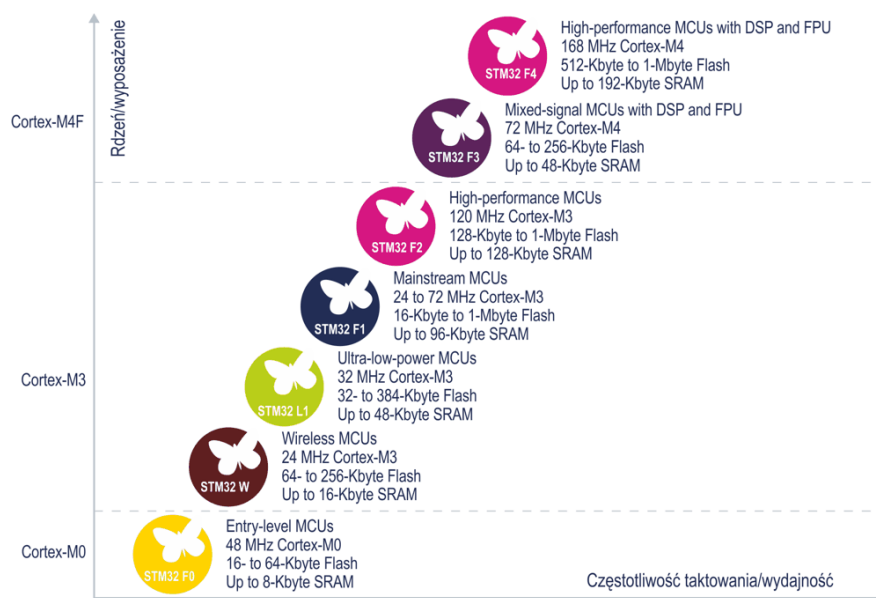 Rdzeń/wyposażenie
Cortex-M4F
STM32 F4
High-performance MCUs with DSP and FPU
168 MHz Cortex-M4
512-Kbyte to 1-Mbyte Flash
Up to 192-Kbyte SRAM
STM32 F3
Mixed-signal MCUs with DSP and FPU
72 MHz Cortex-M4
64- to 256-Kbyte Flash
Up to 48-Kbyte SRAM
STM32 F2
High-performance MCUs
120 MHz Cortex-M3
128-Kbyte to 1-Mbyte Flash
Up to 128-Kbyte SRAM
STM32 F1
Mainstream MCUs
24 to 72 MHz Cortex-M3
16-Kbyte to 1-Mbyte Flash
Up to 96-Kbyte SRAM
Cortex-M3
STM32 L1
Ultra-low-power MCUs
32 MHz Cortex-M3
32- to 384-Kbyte Flash
Up to 48-Kbyte SRAM
STM32 W
Wireless MCUs
24 MHz Cortex-M3
64- to 256-Kbyte Flash
Up to 16-Kbyte SRAM
Cortex-M0
STM32 F0
Entry-level MCUs
48 MHz Cortex-M0
16- to 64-Kbyte Flash
Up to 8-Kbyte SRAM
Częstotliwość taktowania/wydajność